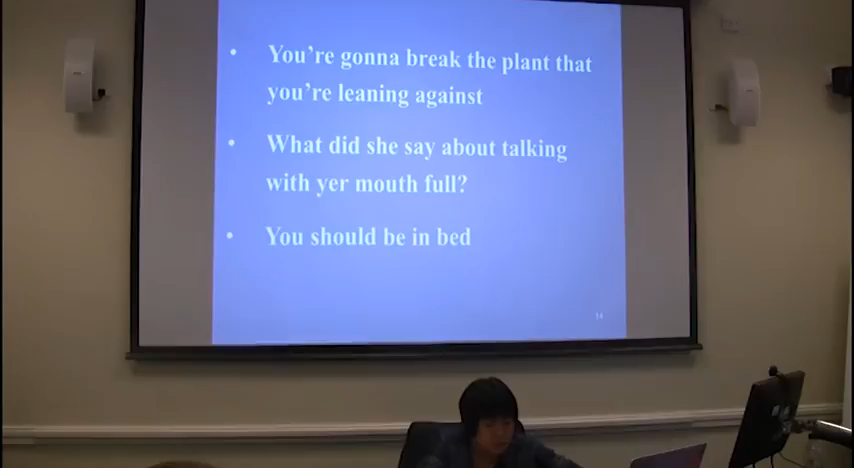 • You're gonna break the plant that
you're leaning against
• What did she say about talking
with yer mouth full?
• You should be in bed
14